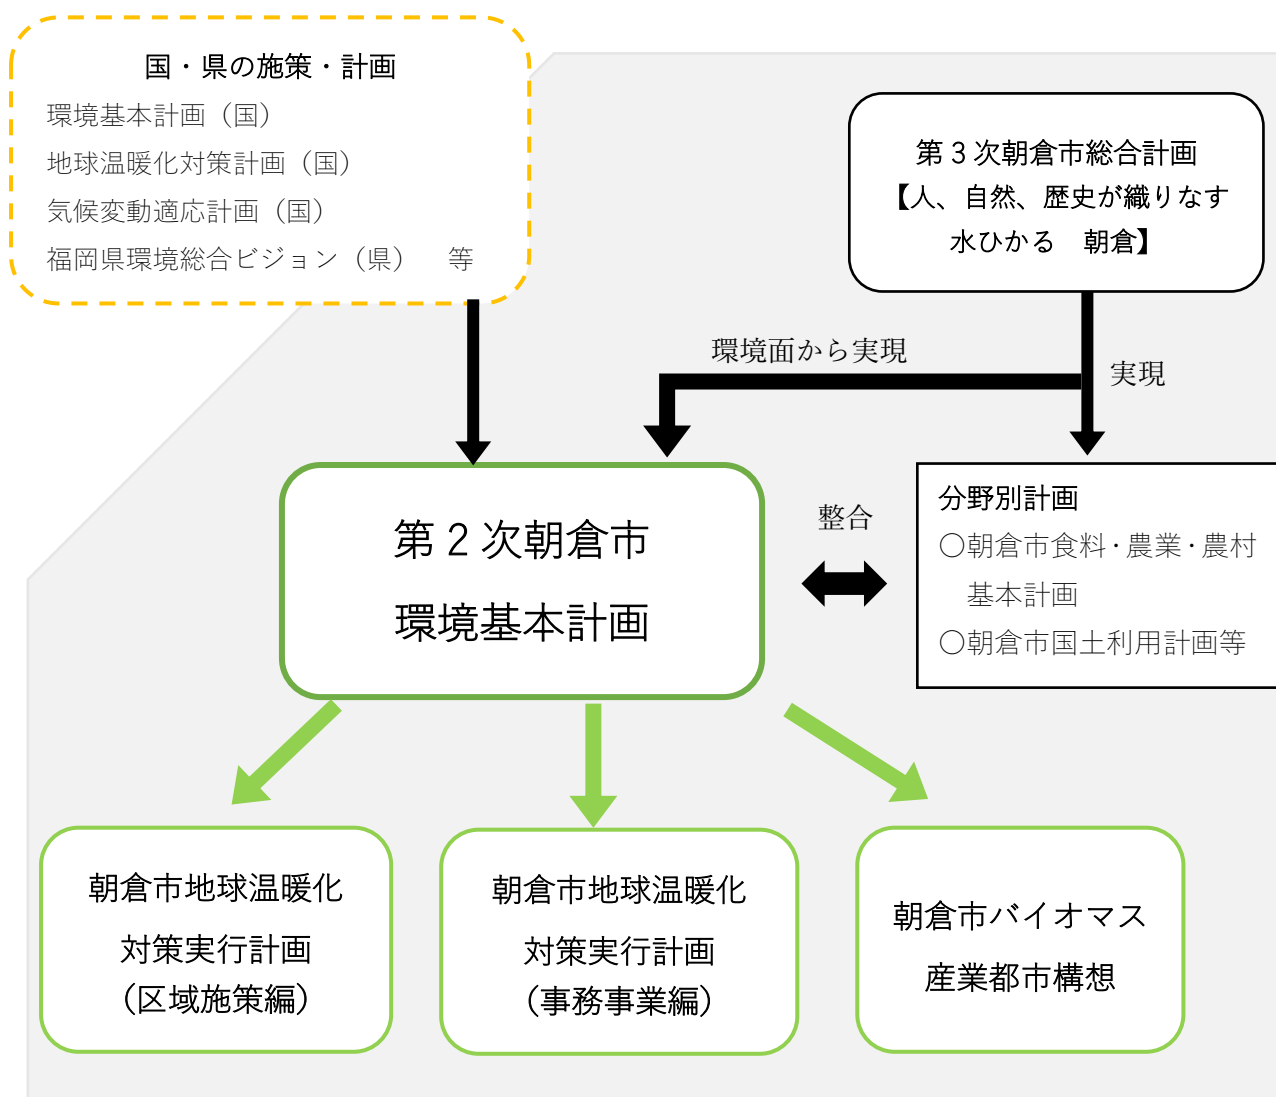 国・県の施策・計画
環境基本計画（国）
地球温暖化対策計画（国）
気候変動適応計画（国）
福岡県環境総合ビジョン（県）　等
第３次朝倉市総合計画
【人、自然、歴史が織りなす
水ひかる　朝倉】
環境面から実現
実現
第２次朝倉市
環境基本計画
整合
分野別計画
○朝倉市食料・農業・農村
基本計画
○朝倉市国土利用計画等
朝倉市地球温暖化
対策実行計画
（区域施策編）
朝倉市地球温暖化
対策実行計画
（事務事業編）
朝倉市バイオマス
産業都市構想